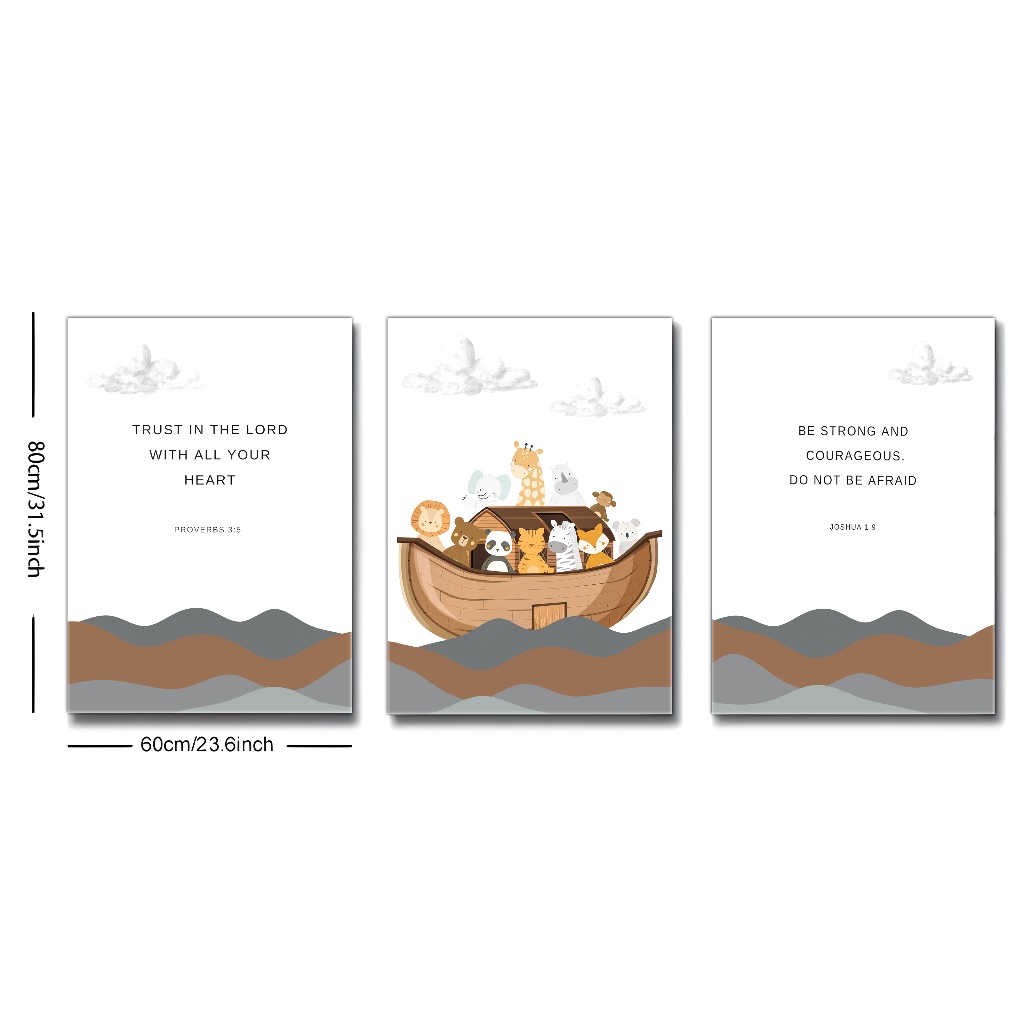 TRUST IN THE LORD
WITH ALL YOUR
HEART
PROVERBS 3:5
BE STRONG AND
COURAGEOUS.
DO NOT BE AFRAID
JOSHUA 1:9
80cm/31.5inch
60cm/23.6inch